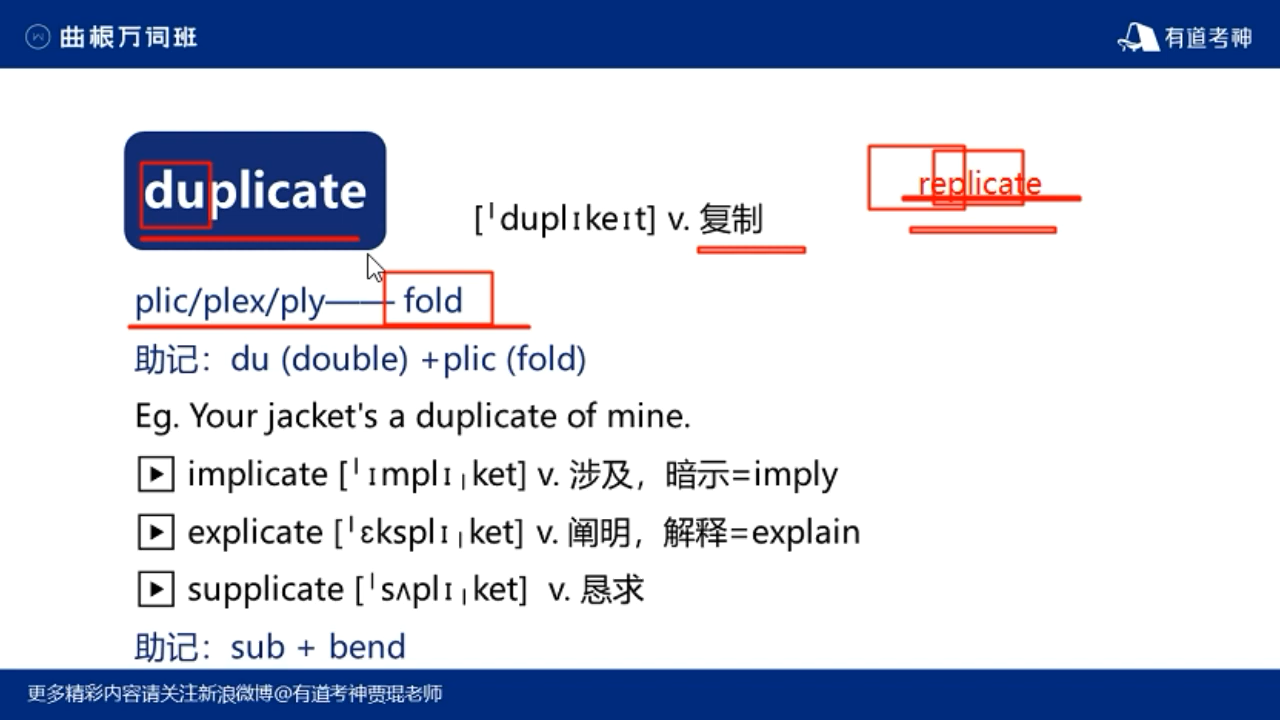 曲根万词班
有道考神
duplicate
replicate
[ˈduplɪkeɪt] v. 复制
plic/plex/ply—— fold
助记：du (double) +plic (fold)
Eg. Your jacket's a duplicate of mine.
implicate [ˈɪmplɪˌket] v. 涉及，暗示=imply
explicate [ˈɛksplɪˌket] v. 阐明，解释=explain
supplicate [ˈsʌplɪˌket] v. 恳求
助记：sub + bend
更多精彩内容请关注新浪微博@有道考神贾琨老师